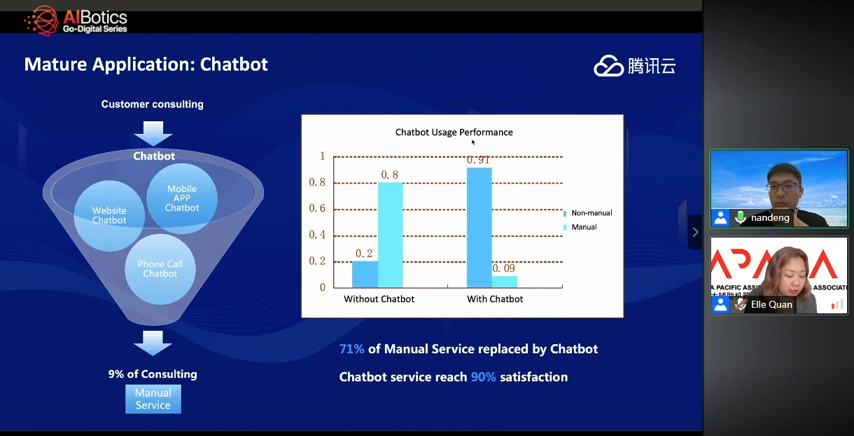 AIBotics
Go-Digital Series
Mature Application: Chatbot
腾讯云
Customer consulting
Chatbot
Website
Chatbot
Mobile
APP
Chatbot
Phone Call
Chatbot
9% of Consulting
Manual
Service
Chatbot Usage Performance
1
0.8
0.6
0.4
0.2
0
0.2
0.8
0.91
0.09
Without Chatbot
With Chatbot
Non-manual
Manual
71% of Manual Service replaced by Chatbot
Chatbot service reach 90% satisfaction
nandeng
A PACIFIC ASSIS
S ASSOCIAT
Elle Quan